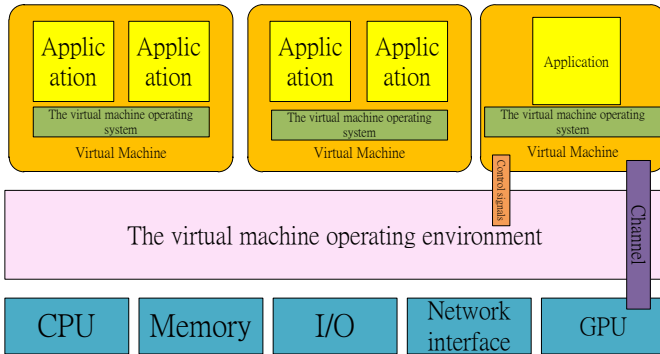 Applic
ation
Applic
ation
The virtual machine operating
system
Virtual Machine
Applic
ation
Applic
ation
The virtual machine operating
system
Virtual Machine
Application
The virtual machine operating
system
Virtual Machine
Control signals
Channel
The virtual machine operating environment
CPU
Memory
I/O
Network
interface
GPU